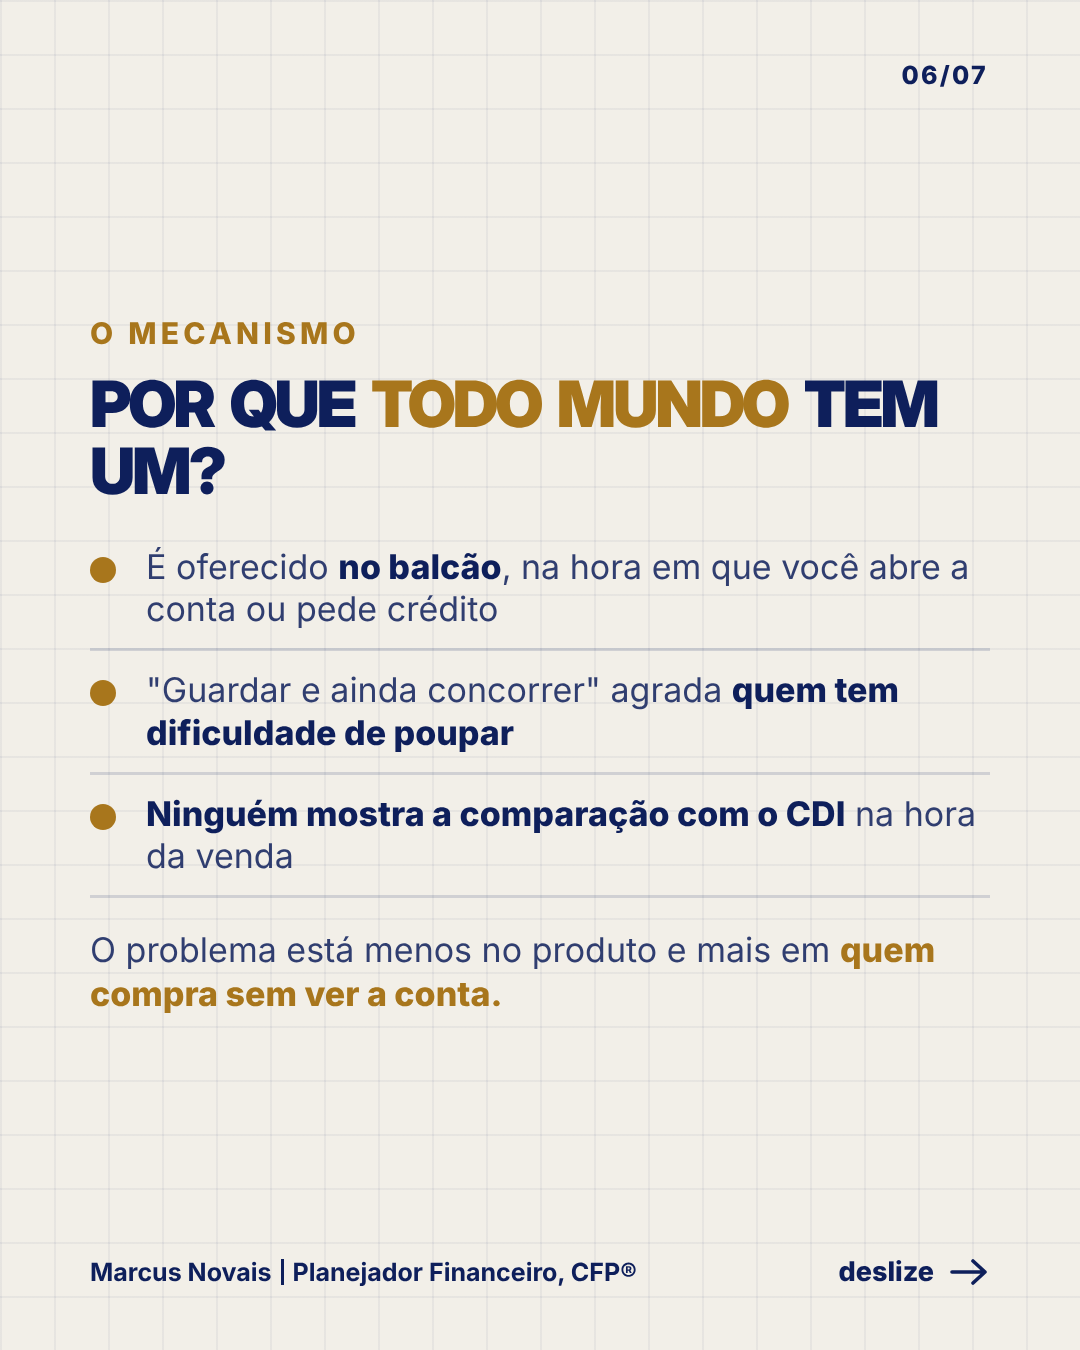 06/07
O MECANISMO
POR QUE TODO MUNDO TEM
UM?
É oferecido no balcão, na hora em que você abre a
conta ou pede crédito
"Guardar e ainda concorrer" agrada quem tem
dificuldade de poupar
Ninguém mostra a comparação com o CDI na hora
da venda
O problema está menos no produto e mais em quem
compra sem ver a conta.
Marcus Novais | Planejador Financeiro, CFP®
deslize →